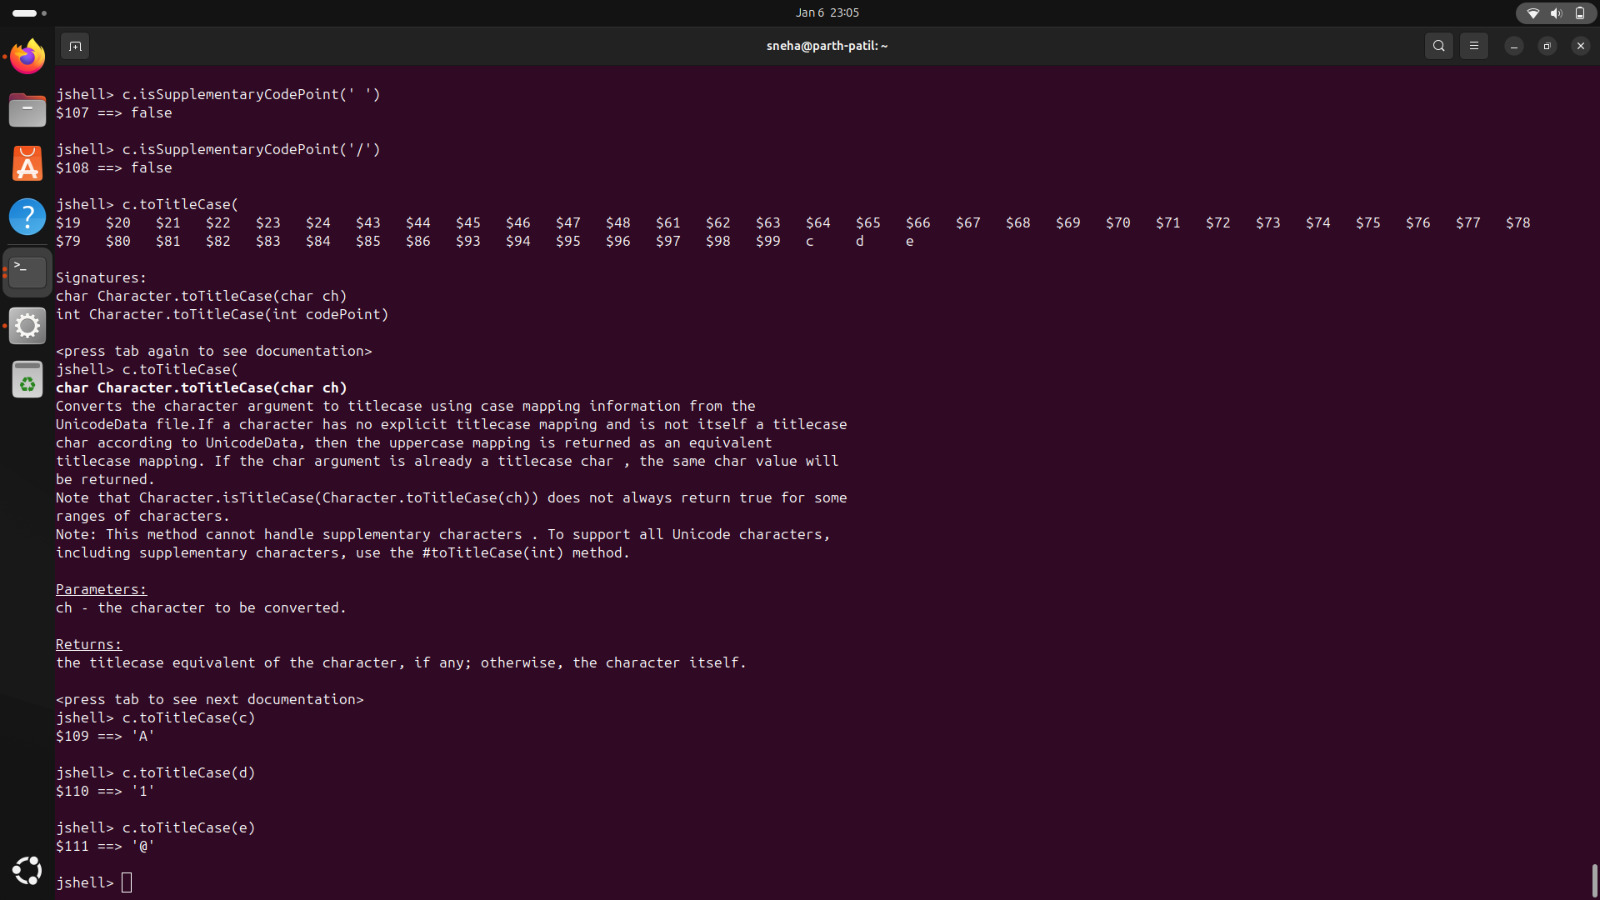 Jan 6 23:05
sneha@parth-patil: ~
jshell> c.isSupplementaryCodePoint(' ')
$107 ==> false
jshell> c.isSupplementaryCodePoint('/')
$108 ==> false
jshell> c.toTitleCase(
$19 $20 $21 $22 $23 $24 $43 $44 $45 $46 $47 $48 $61 $62 $63 $64 $65 $66 $67 $68 $69 $70 $71 $72 $73 $74 $75 $76 $77 $78
$79 $80 $81 $82 $83 $84 $85 $86 $93 $94 $95 $96 $97 $98 $99 c d e
Signatures:
char Character.toTitleCase(char ch)
int Character.toTitleCase(int codePoint)
<press tab again to see documentation>
jshell> c.toTitleCase(
char Character.toTitleCase(char ch)
Converts the character argument to titlecase using case mapping information from the
UnicodeData file.If a character has no explicit titlecase mapping and is not itself a titlecase
char according to UnicodeData, then the uppercase mapping is returned as an equivalent
titlecase mapping. If the char argument is already a titlecase char , the same char value will
be returned.
Note that Character.isTitleCase(Character.toTitleCase(ch)) does not always return true for some
ranges of characters.
Note: This method cannot handle supplementary characters . To support all Unicode characters,
including supplementary characters, use the #toTitleCase(int) method.
Parameters:
ch - the character to be converted.
Returns:
the titlecase equivalent of the character, if any; otherwise, the character itself.
<press tab to see next documentation>
jshell> c.toTitleCase(c)
$109 ==> 'A'
jshell> c.toTitleCase(d)
$110 ==> '1'
jshell> c.toTitleCase(e)
$111 ==> '@'
jshell>